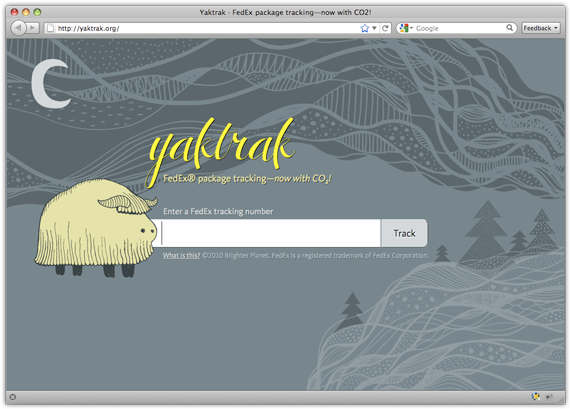 Yaktrak - FedEx package tracking—now with CO2!
http://yaktrak.org/
Google
Feedback
yaktrak
FedEx® package tracking—now with CO₂!
Enter a FedEx tracking number
Track
What is this? ©2010 Brighter Planet. FedEx is a registered trademark of FedEx Corporation.